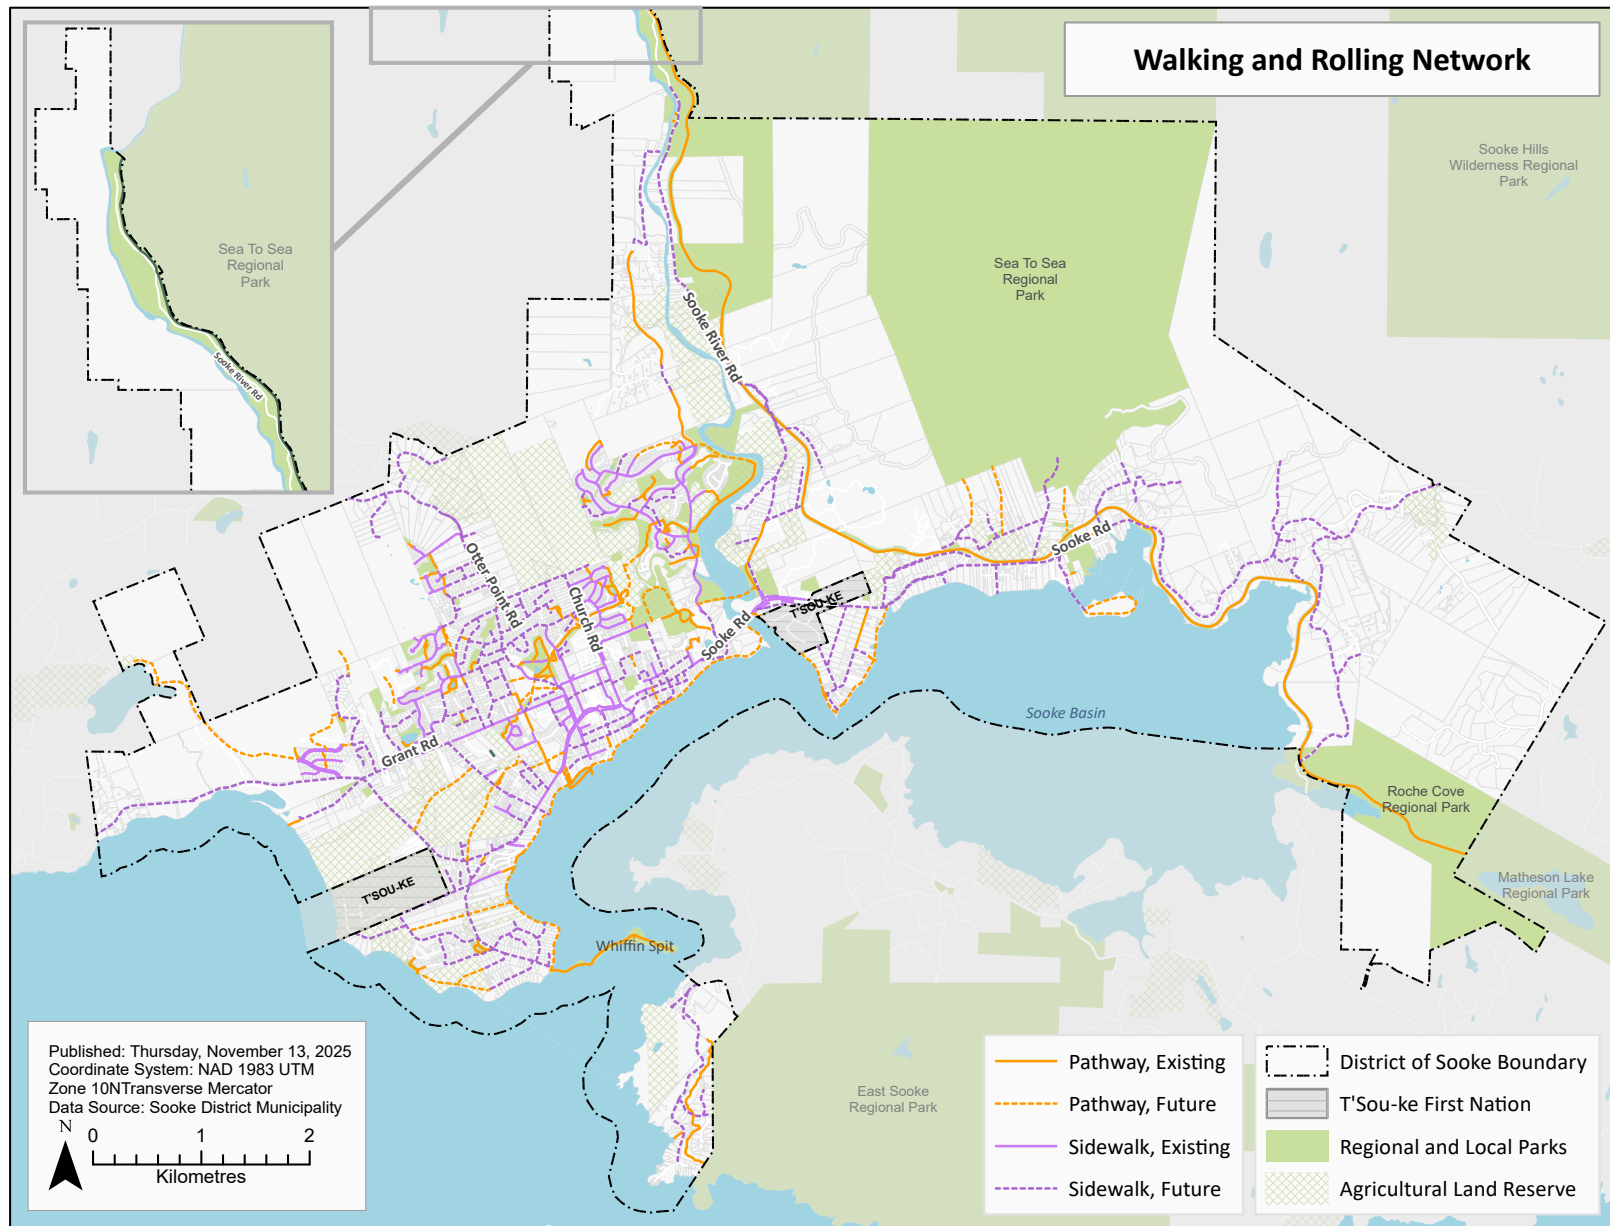 Walking and Rolling Network
Sooke Hills
Wilderness Regional
Park
Sea To Sea
Regional
Park
Sea To Sea
Regional
Park
Sooke River Rd
Sooke River Rd
Otter Point Rd
Church Rd
Sooke Rd
Sooke Rd
T'SOU-KE
Grant Rd
Sooke Basin
Roche Cove
Regional Park
Matheson Lake
Regional Park
T'SOU-KE
Whiffin Spit
East Sooke
Regional Park
Published: Thursday, November 13, 2025
Coordinate System: NAD 1983 UTM
Zone 10NTransverse Mercator
Data Source: Sooke District Municipality
N
0 1 2
Kilometres
Pathway, Existing
Pathway, Future
Sidewalk, Existing
Sidewalk, Future
District of Sooke Boundary
T'Sou-ke First Nation
Regional and Local Parks
Agricultural Land Reserve